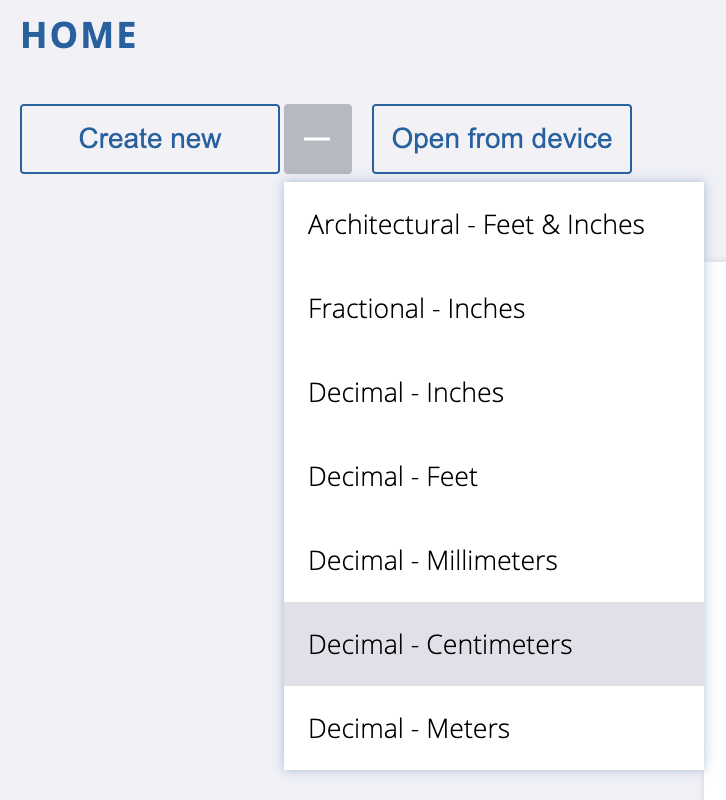 HOME
Create new
Open from device
Architectural - Feet & Inches
Fractional - Inches
Decimal - Inches
Decimal - Feet
Decimal - Millimeters
Decimal - Centimeters
Decimal - Meters